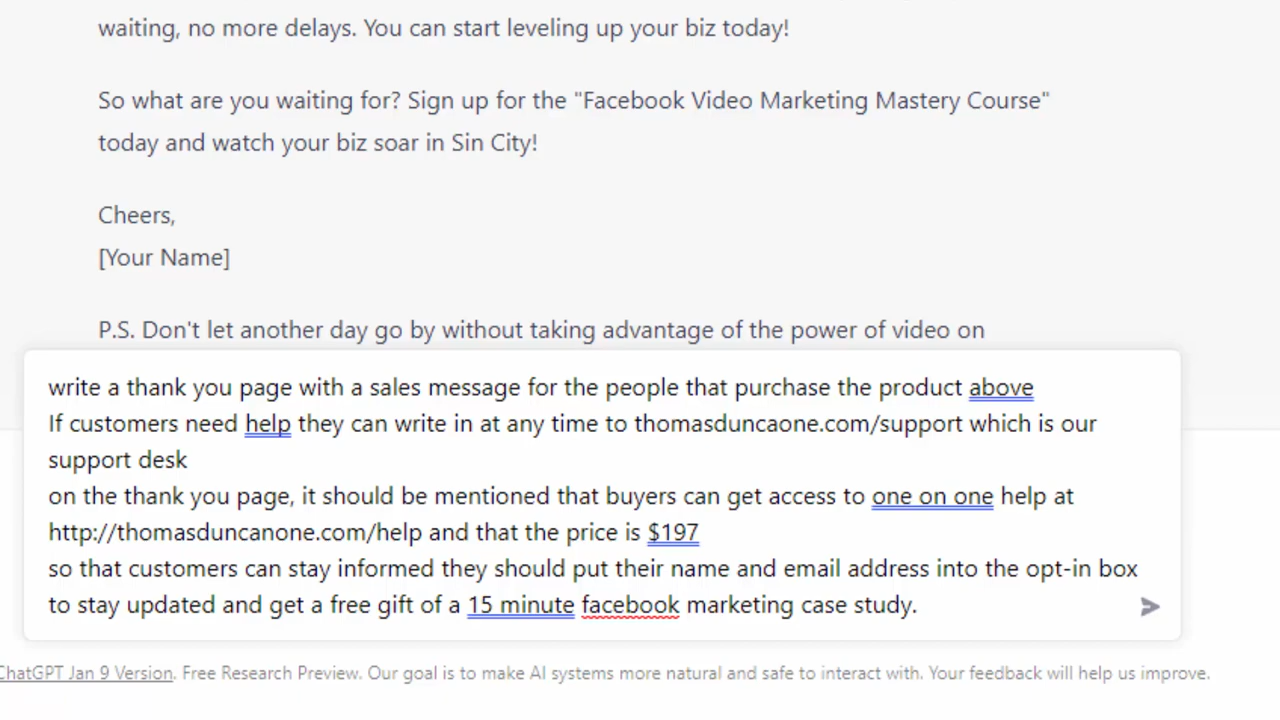 waiting, no more delays. You can start leveling up your biz today!
So what are you waiting for? Sign up for the "Facebook Video Marketing Mastery Course"
today and watch your biz soar in Sin City!
Cheers,
[Your Name]
P.S. Don't let another day go by without taking advantage of the power of video on
write a thank you page with a sales message for the people that purchase the product above
If customers need help they can write in at any time to thomasduncaone.com/support which is our
support desk
on the thank you page, it should be mentioned that buyers can get access to one on one help at
http://thomasduncanone.com/help and that the price is $197
so that customers can stay informed they should put their name and email address into the opt-in box
to stay updated and get a free gift of a 15 minute facebook marketing case study.
ChatGPT Jan 9 Version. Free Research Preview. Our goal is to make AI systems more natural and safe to interact with. Your feedback will help us improve.